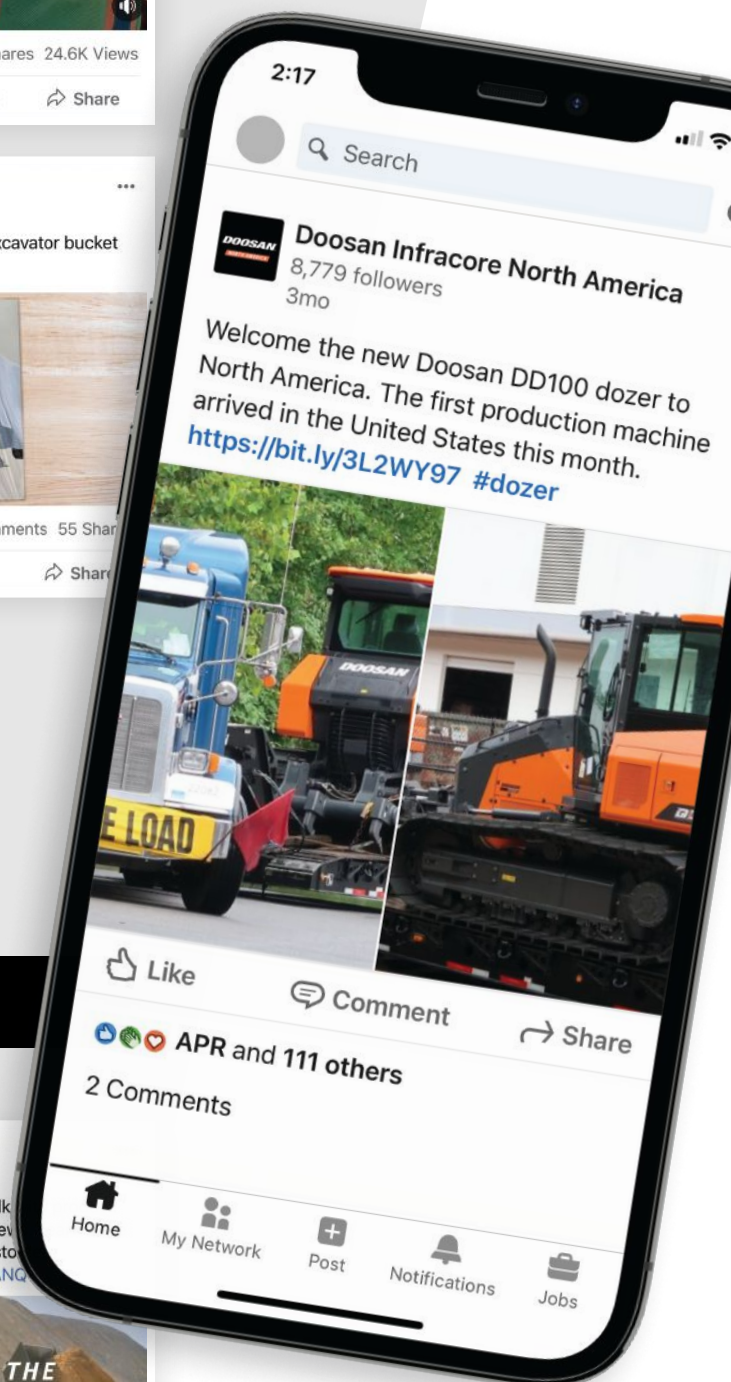 ares 24.6K Views
Share
...
cavator bucket
ments 55 Shar
Share
2:17
Search
DOOSAN
NORTH AMERICA
Doosan Infracore North America
8,779 followers
3mo
Welcome the new Doosan DD100 dozer to
North America. The first production machine
arrived in the United States this month.
https://bit.ly/3L2WY97 #dozer
DOOSAN
E LOAD
Like
Comment
Share
APR and 111 others
2 Comments
Home
My Network
Post
Notifications
Jobs
THE